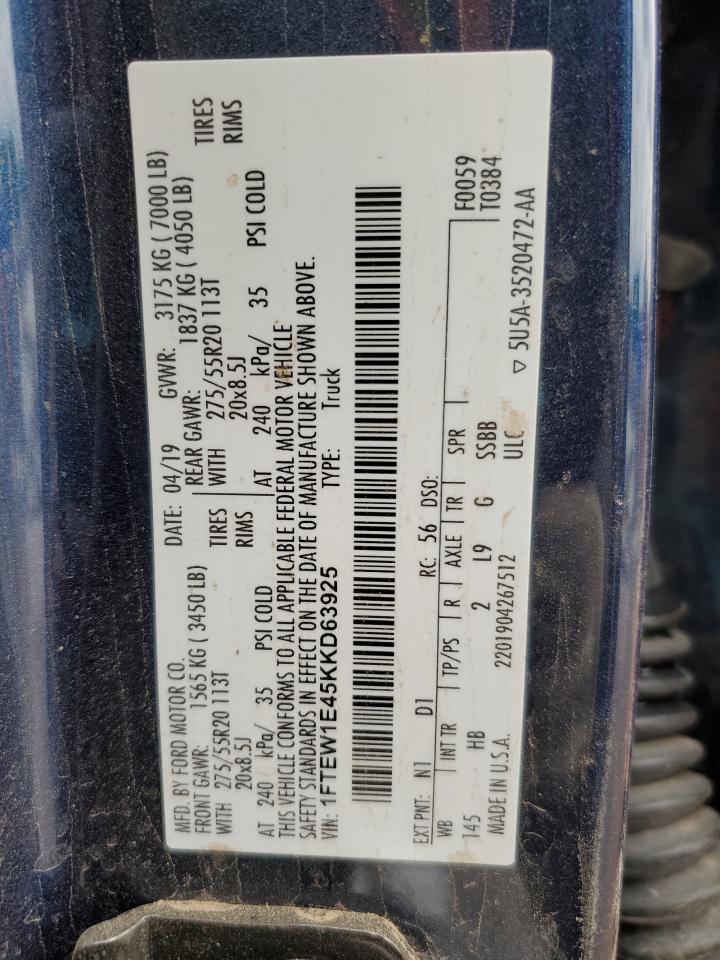 MFD. BY FORD MOTOR CO. DATE: 04/19 GVWR: 3175 KG ( 7000 LB)
FRONT GAWR: 1565 KG ( 3450 LB) REAR GAWR: 1837 KG ( 4050 LB)
WITH 275/55R20 113T TIRES WITH 275/55R20 113T TIRES
20x8.5J RIMS 20x8.5J RIMS
AT 240 kPa/ 35 PSI COLD AT 240 kPa/ 35 PSI COLD
THIS VEHICLE CONFORMS TO ALL APPLICABLE FEDERAL MOTOR VEHICLE
SAFETY STANDARDS IN EFFECT ON THE DATE OF MANUFACTURE SHOWN ABOVE.
VIN: 1FTEW1E45KKD63925 TYPE: Truck
EXT PNT: N1 D1 RC: 56 DSO: F0059
WB INT TR TP/PS R AXLE TR SPR T0384
145 HB 2 L9 G SSBB
MADE IN U.S.A. 2201904267512 ULC ▽ 5U5A-3520472-AA